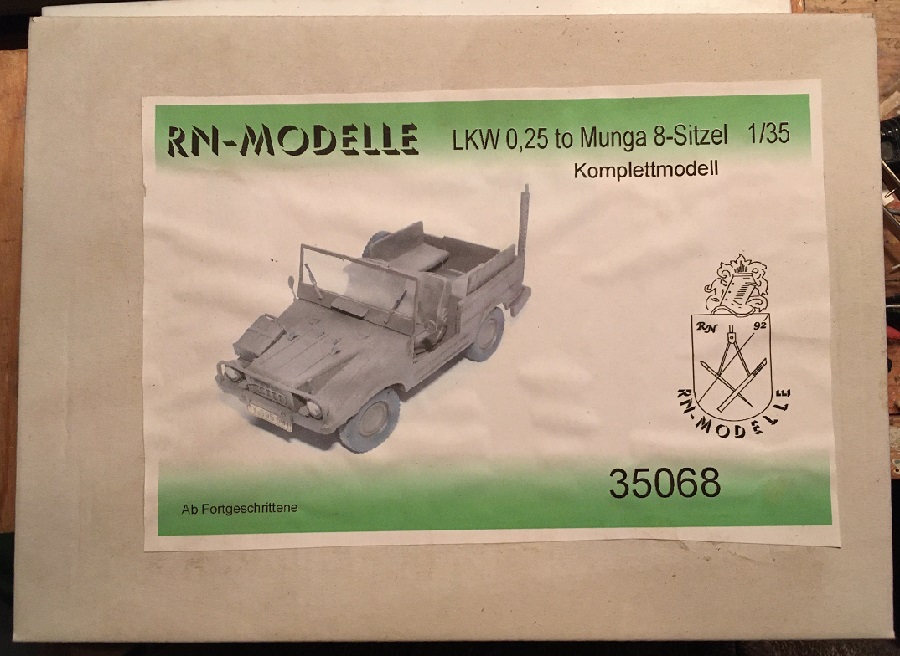 RN-MODELLE
LKW 0,25 to Munga 8-Sitzel 1/35
Komplettmodell
RN 92
RN-MODELLE
35068
Ab Fortgeschrittene